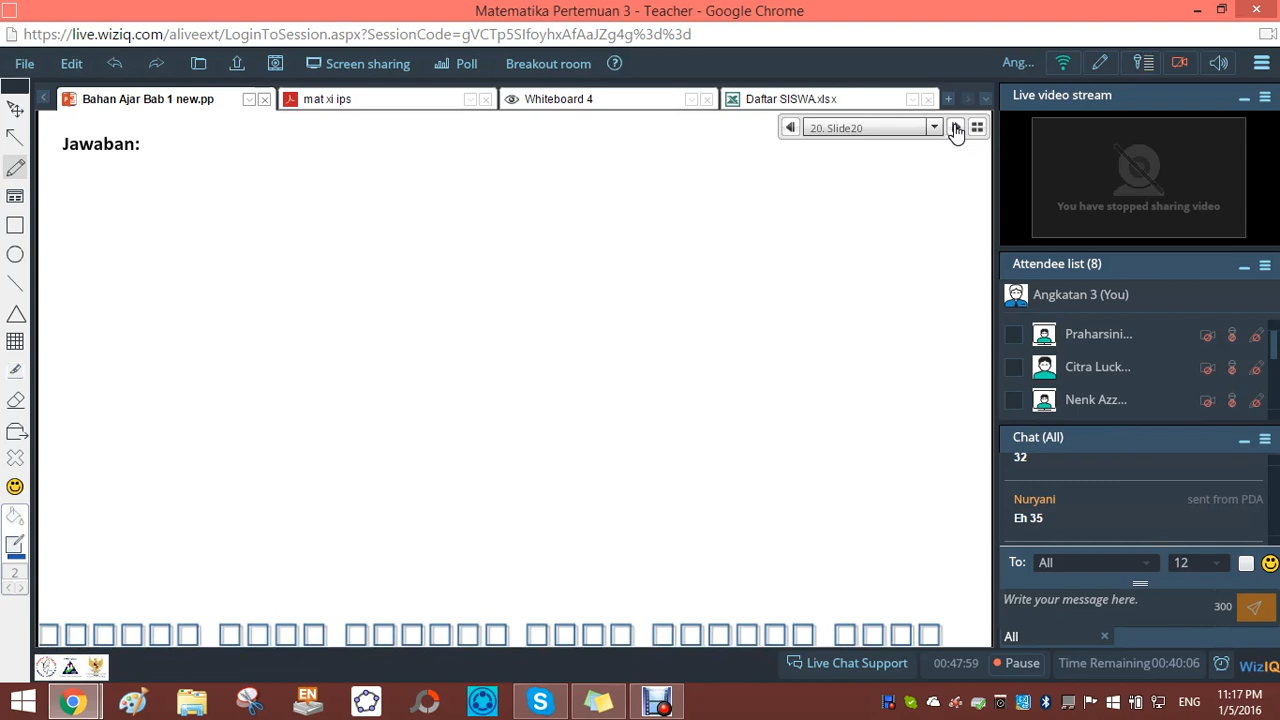 Matematika Pertemuan 3 - Teacher - Google Chrome
https://live.wiziq.com/aliveext/LoginToSession.aspx?SessionCode=gVCTp5SIfoyhxAfAaJZg4g%3d%3d
File Edit Screen sharing Poll Breakout room ? Ang...
Bahan Ajar Bab 1 new.pp
mat xi ips
Whiteboard 4
Daftar SISWA.xlsx
20. Slide20
Jawaban:
Live video stream
You have stopped sharing video
Attendee list (8)
Angkatan 3 (You)
Praharsini...
Citra Luck...
Nenk Azz...
Chat (All)
32
Nuryani sent from PDA
Eh 35
To: All 12
Write your message here. 300
All
2
Live Chat Support 00:47:59 Pause Time Remaining 00:40:06 WizIQ
EN
ENG 11:17 PM
1/5/2016